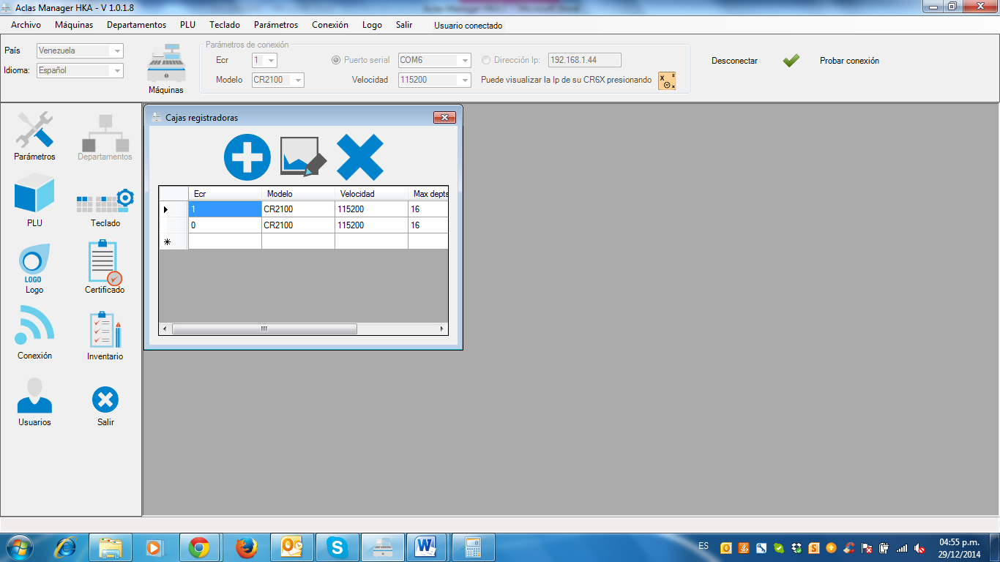 Aclas Manager HKA - V 1.0.1.8
Archivo Máquinas Departamentos PLU Teclado Parámetros Conexión Logo Salir Usuario conectado
País Venezuela
Idioma: Español
Máquinas
Parámetros de conexión
Ecr 1 Puerto serial COM6 Dirección Ip: 192.168.1.44
Modelo CR2100 Velocidad 115200 Puede visualizar la Ip de su CR6X presionando
Desconectar Probar conexión
Parámetros Departamentos
PLU Teclado
LOGO
Logo Certificado
Conexión Inventario
Usuarios Salir
Cajas registradoras
Ecr Modelo Velocidad Max depts
1 CR2100 115200 16
0 CR2100 115200 16
ES
04:55 p.m.
29/12/2014